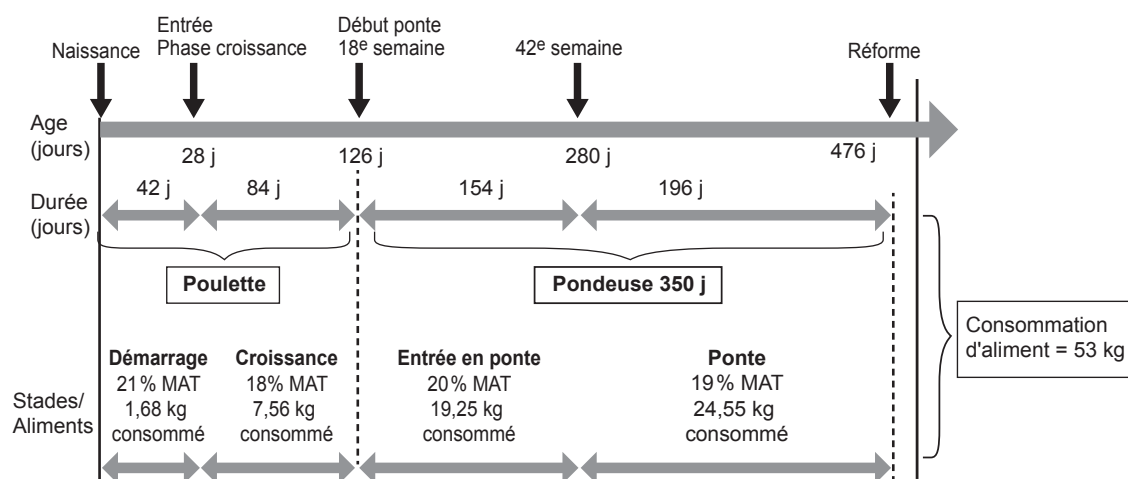 Naissance
Entrée
Phase croissance
Début ponte
18e semaine
42e semaine
Réforme
Age
(jours)
28 j
126 j
280 j
476 j
Durée
(jours)
42 j
84 j
154 j
196 j
Poulette
Pondeuse 350 j
Consommation
d'aliment = 53 kg
Stades/
Aliments
Démarrage
21% MAT
1,68 kg
consommé
Croissance
18% MAT
7,56 kg
consommé
Entrée en ponte
20% MAT
19,25 kg
consommé
Ponte
19% MAT
24,55 kg
consommé